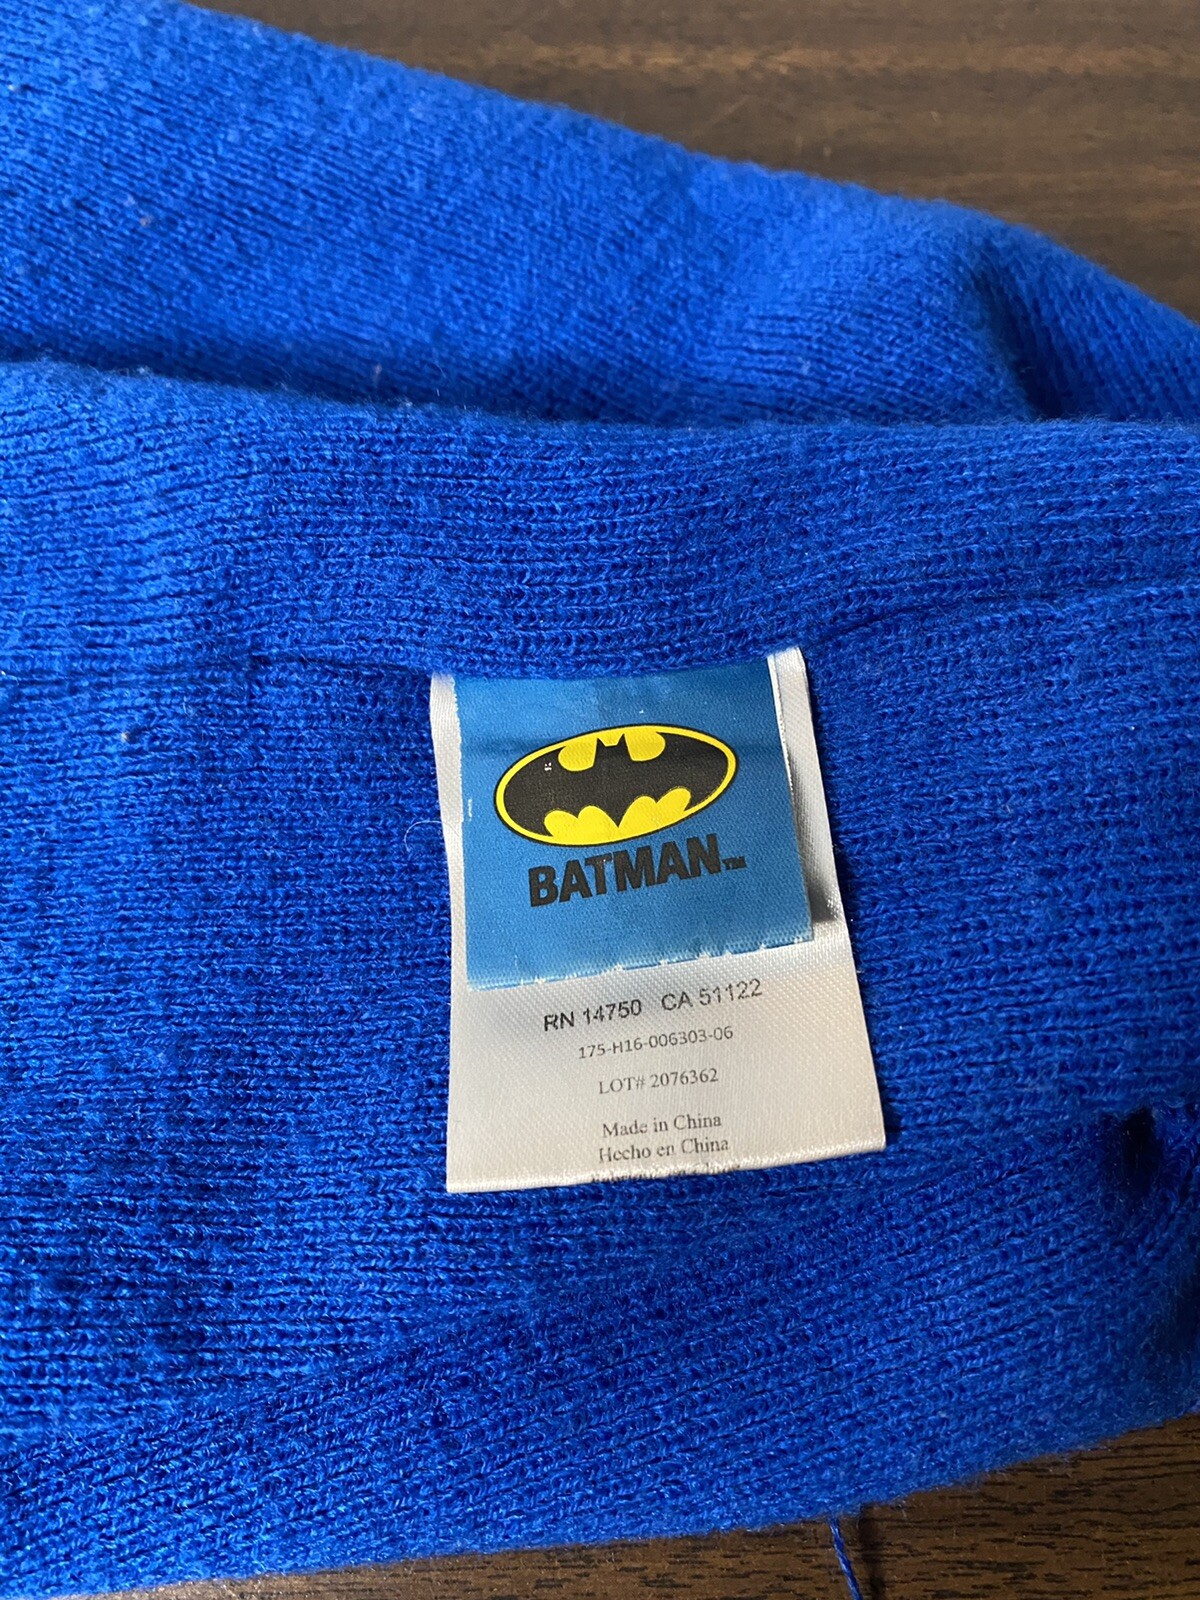 BATMAN™
RN 14750 CA 51122
175-H16-006303-06
LOT# 2076362
Made in China
Hecho en China